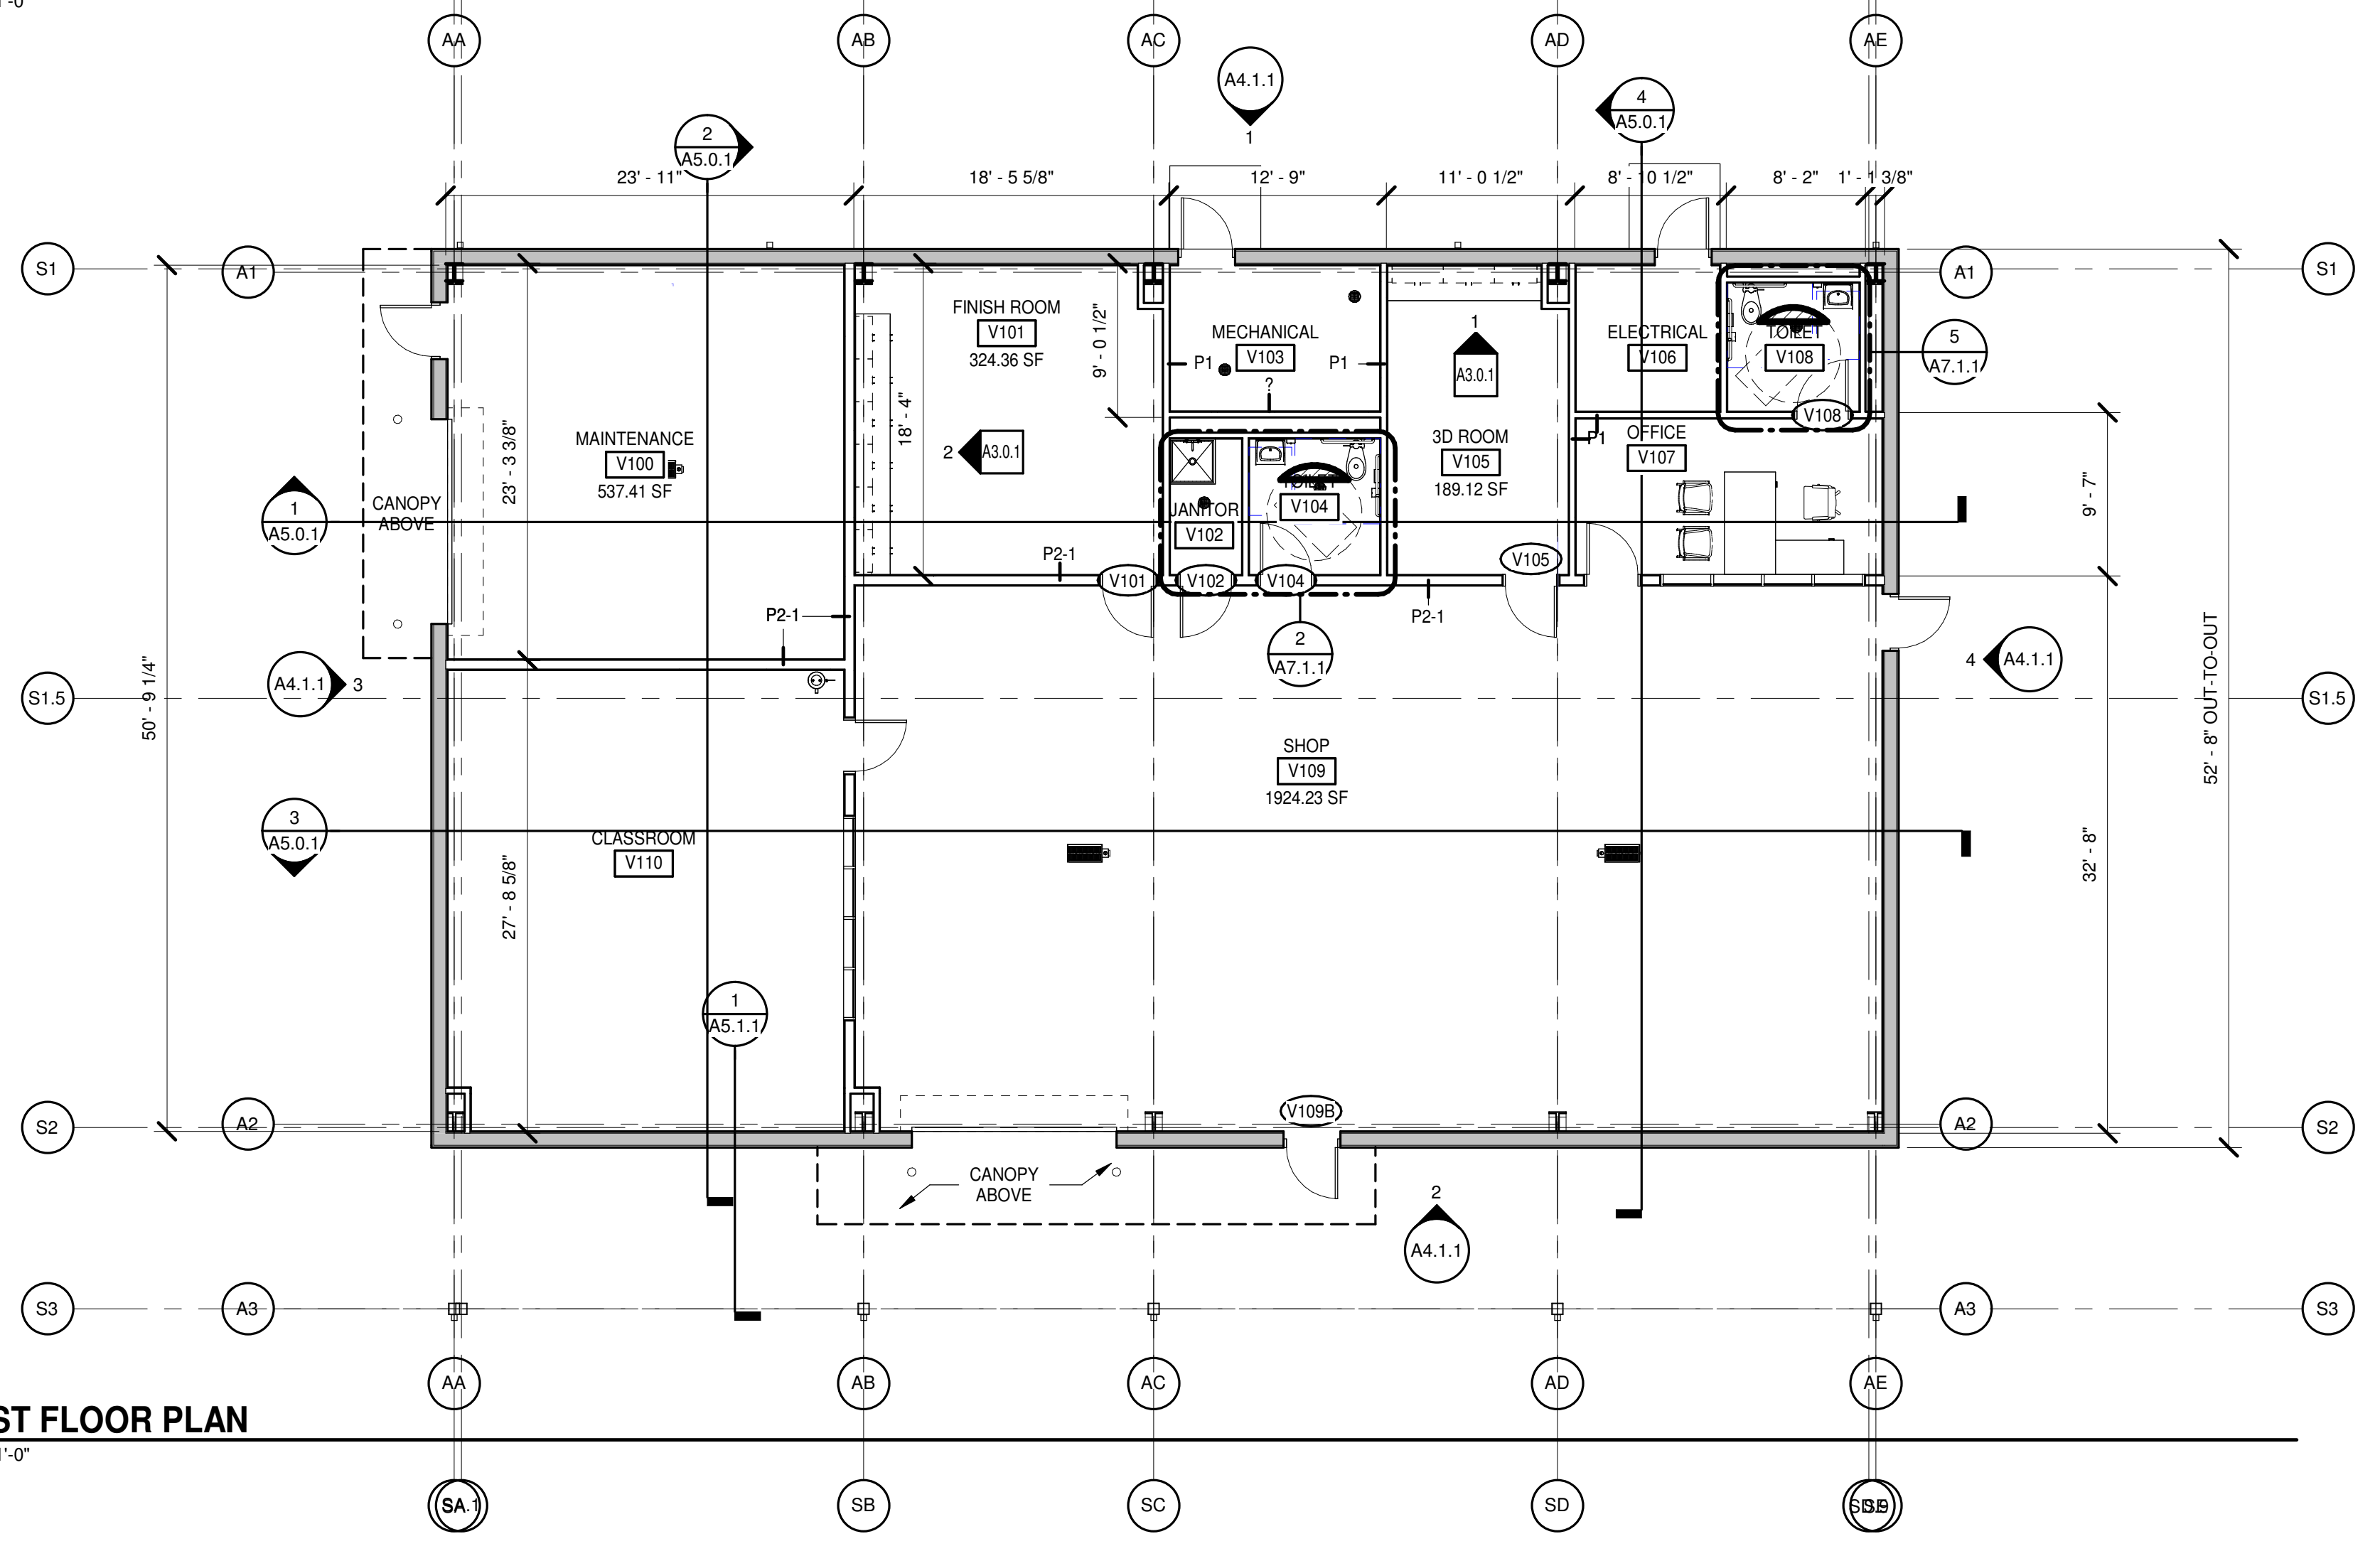 '-0"
AA
AB
AC
AD
AE
A4.1.1
1
4
A5.0.1
2
A5.0.1
23' - 11"
18' - 5 5/8"
12' - 9"
11' - 0 1/2"
8' - 10 1/2"
8' - 2"
1' - 1 3/8"
S1
A1
A1
S1
FINISH ROOM
V101
324.36 SF
9' - 0 1/2"
MECHANICAL
V103
P1
P1
?
1
A3.0.1
ELECTRICAL
V106
TOILET
V108
5
A7.1.1
V108
18' - 4"
23' - 3 3/8"
MAINTENANCE
V100
537.41 SF
2
A3.0.1
3D ROOM
V105
189.12 SF
P1
OFFICE
V107
9' - 7"
CANOPY
ABOVE
1
A5.0.1
JANITOR
V102
TOILET
V104
P2-1
V101
V102
V104
V105
P2-1
P2-1
2
A7.1.1
A4.1.1
3
4
A4.1.1
50' - 9 1/4"
52' - 8" OUT-TO-OUT
S1.5
S1.5
SHOP
V109
1924.23 SF
3
A5.0.1
CLASSROOM
V110
27' - 8 5/8"
32' - 8"
1
A5.1.1
V109B
S2
A2
A2
S2
CANOPY
ABOVE
2
A4.1.1
S3
A3
A3
S3
AA
AB
AC
AD
AE
ST FLOOR PLAN
1'-0"
SA.1
SB
SC
SD